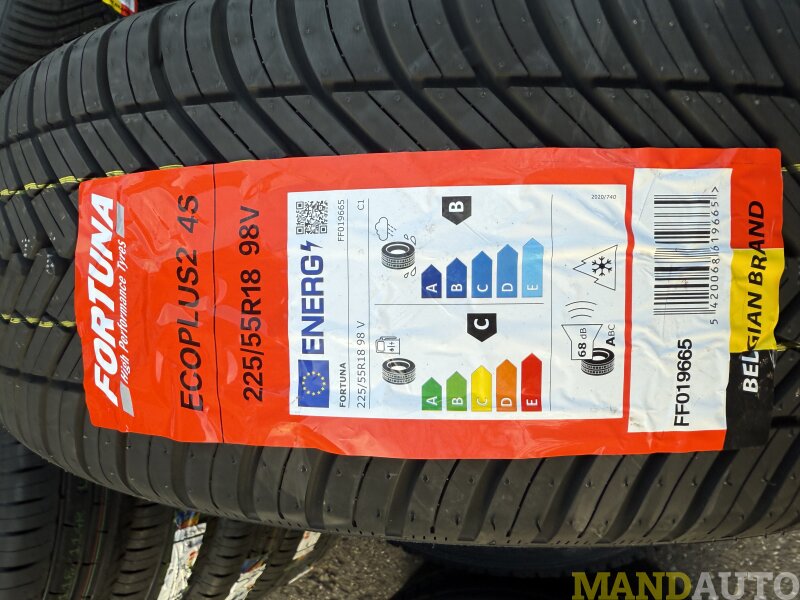 FORTUNA
High Performance Tyres
ECOPLUS2 4S
225/55R18 98V
ENERG
FORTUNA
FF019665
225/55R18 98 V
C1
A
B
C
D
E
C
A
B
C
D
E
B
68 dB
ABC
2020/740
FF019665
5 420068 619665 >
BELGIAN BRAND
MANDAUTO